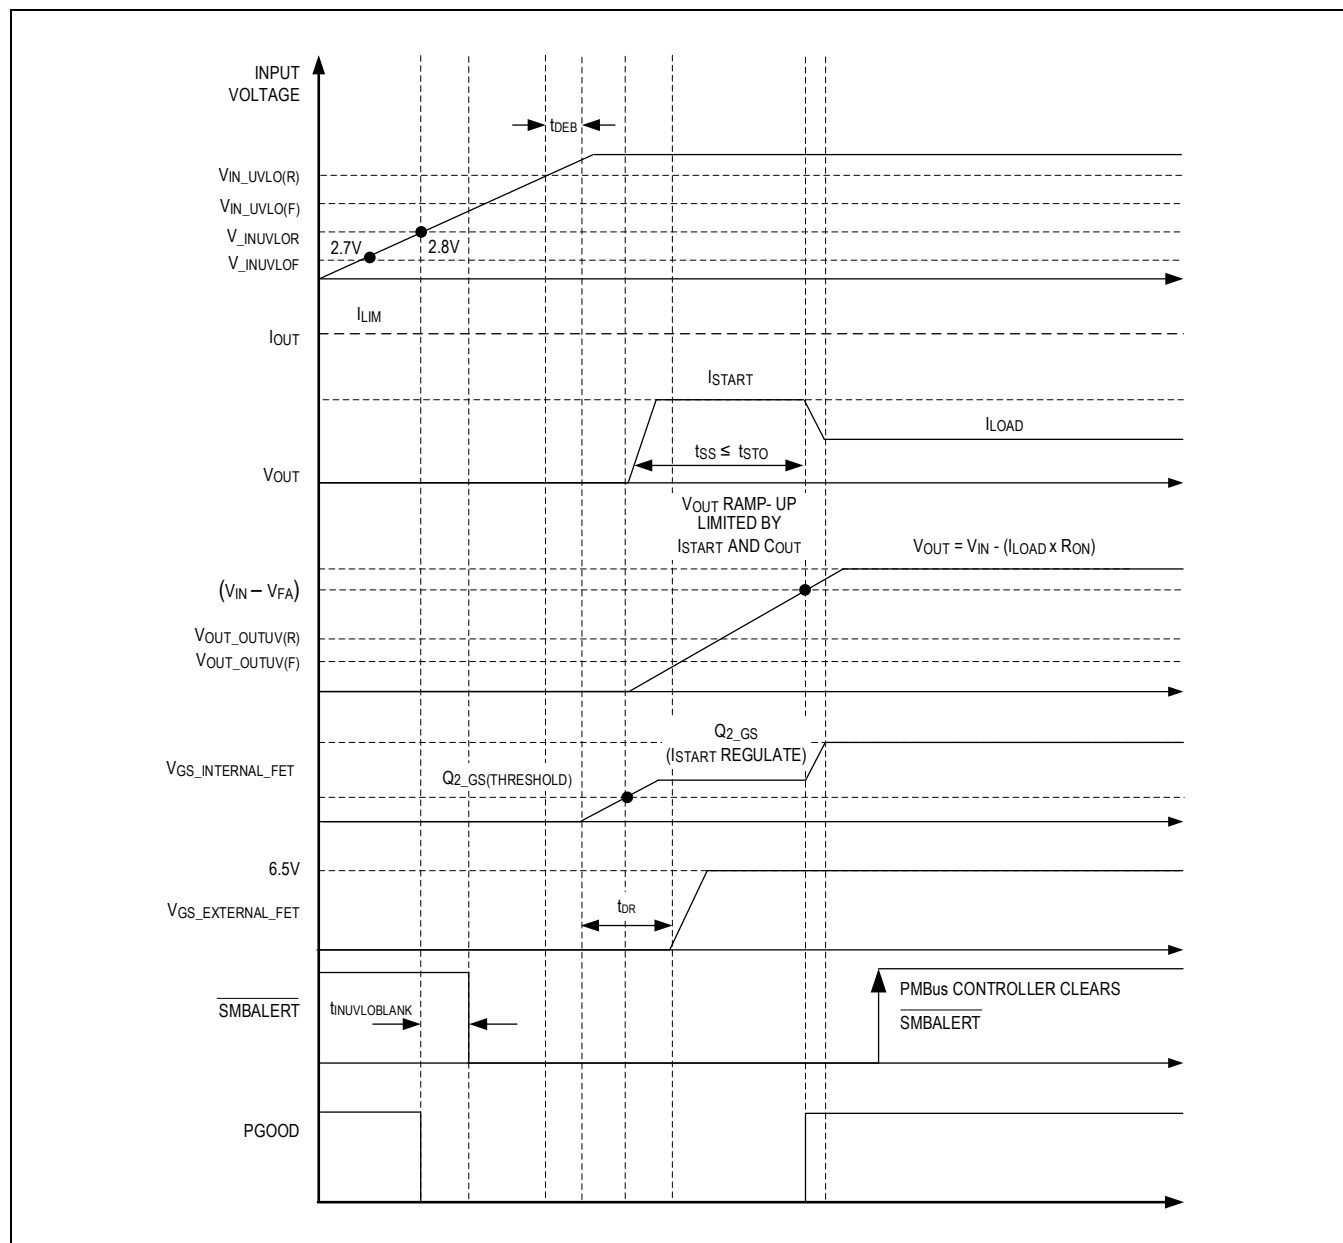 INPUT
VOLTAGE
tDEB
VIN_UVLO(R)
VIN_UVLO(F)
V_INUVLOR
2.7V
2.8V
V_INUVLOF
ILIM
IOUT
ISTART
ILOAD
tSS ≤ tSTO
VOUT
VOUT RAMP- UP
LIMITED BY
ISTART AND COUT
VOUT = VIN - (ILOAD x RON)
(VIN – VFA)
VOUT_OUTUV(R)
VOUT_OUTUV(F)
Q2_GS
(ISTART REGULATE)
VGS_INTERNAL_FET
Q2_GS(THRESHOLD)
6.5V
VGS_EXTERNAL_FET
tDR
SMBALERT
tINUVLOBLANK
PMBus CONTROLLER CLEARS
SMBALERT
PGOOD